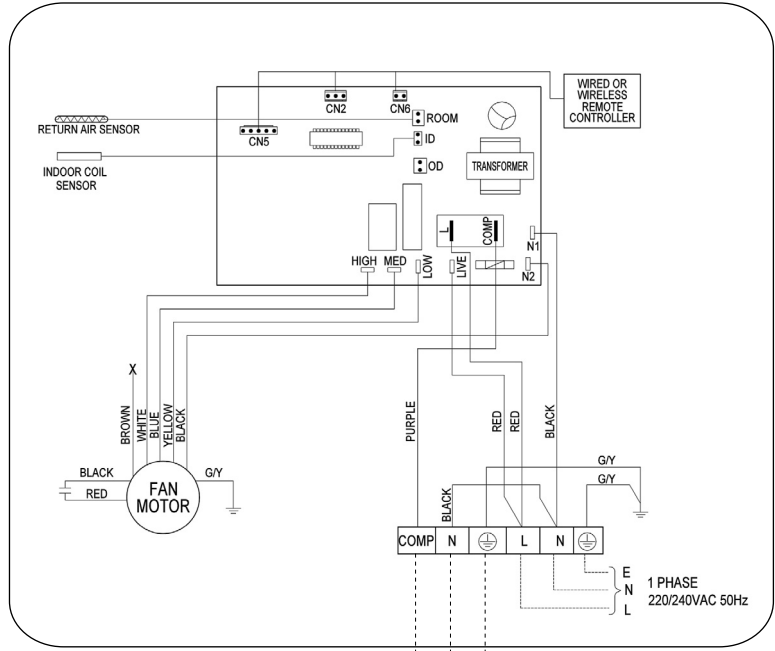 WIRED OR
WIRELESS
REMOTE
CONTROLLER
CN2
CN6
ROOM
RETURN AIR SENSOR
CN5
ID
INDOOR COIL
SENSOR
OD
TRANSFORMER
L
COMP
N1
HIGH
MED
LOW
LIVE
N2
X
BROWN
WHITE
BLUE
YELLOW
BLACK
PURPLE
RED
RED
BLACK
BLACK
RED
FAN
MOTOR
G/Y
BLACK
G/Y
G/Y
COMP
N
L
N
E
N
L
1 PHASE
220/240VAC 50Hz